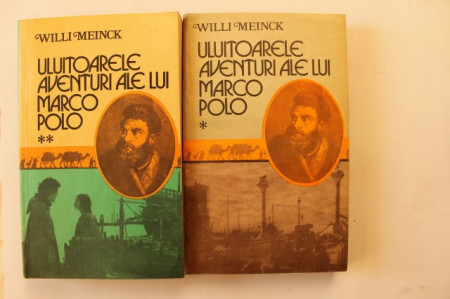 WILLI MEINCK
ULUITOARELE
AVENTURI ALE LUI
MARCO
POLO
**
WILLI MEINCK
ULUITOARELE
AVENTURI ALE LUI
MARCO
POLO
*